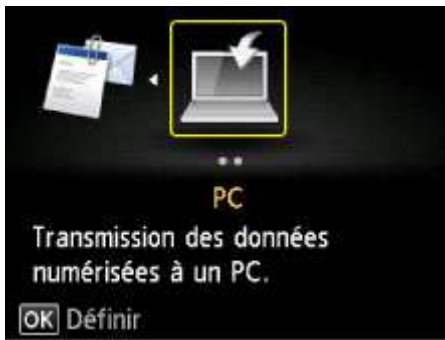 PC
Transmission des données
numérisées à un PC.
OK Définir